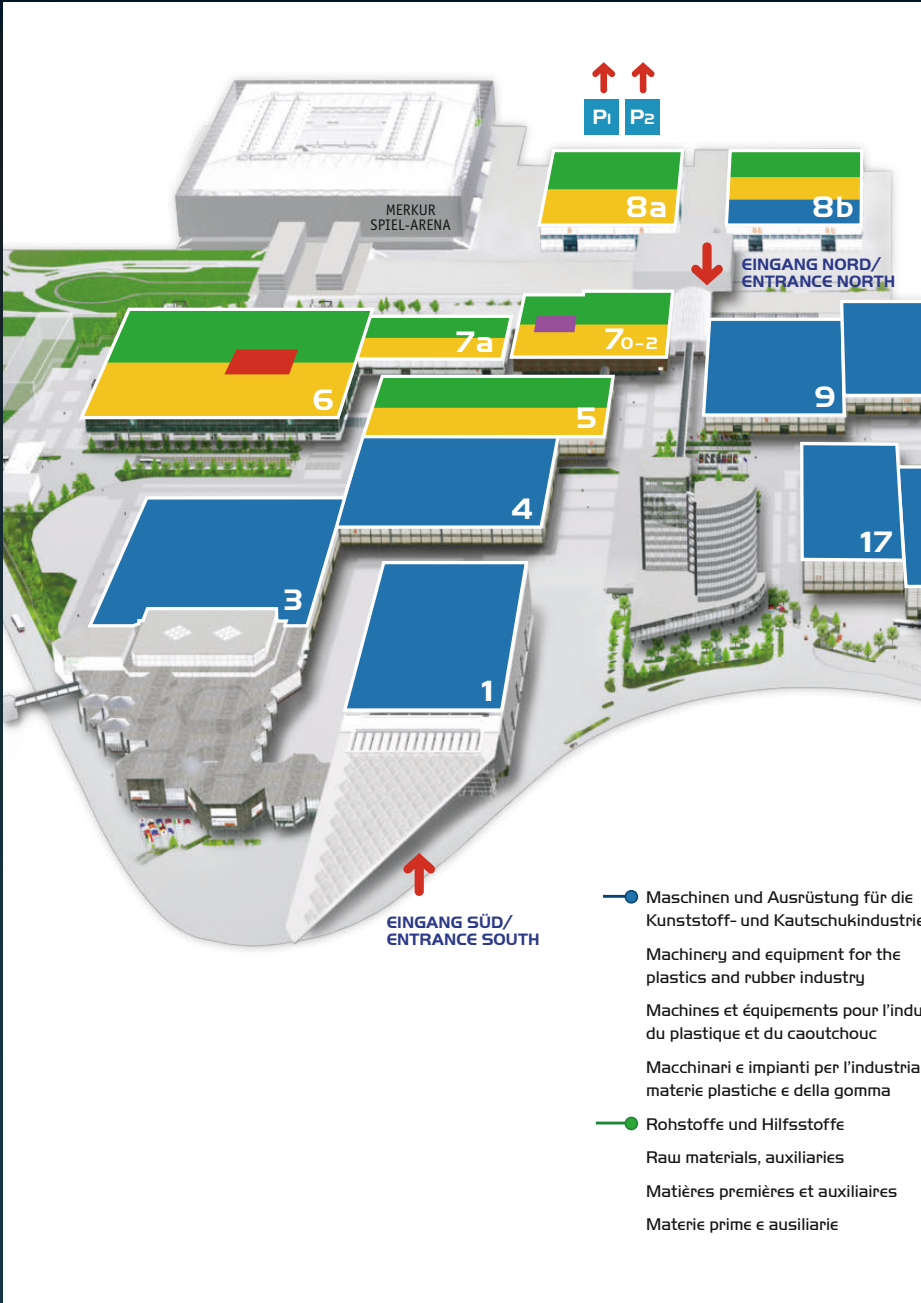 P1 P2
MERKUR
SPIEL-ARENA
8a
8b
EINGANG NORD/
ENTRANCE NORTH
7a
70-2
6
9
5
4
17
3
1
EINGANG SÜD/
ENTRANCE SOUTH
Maschinen und Ausrüstung für die
Kunststoff- und Kautschukindustrie
Machinery and equipment for the
plastics and rubber industry
Machines et équipements pour l'indu
du plastique et du caoutchouc
Macchinari e impianti per l'industria
materie plastiche e della gomma
Rohstoffe und Hilfsstoffe
Raw materials, auxiliaries
Matières premières et auxiliaires
Materie prime e ausiliarie